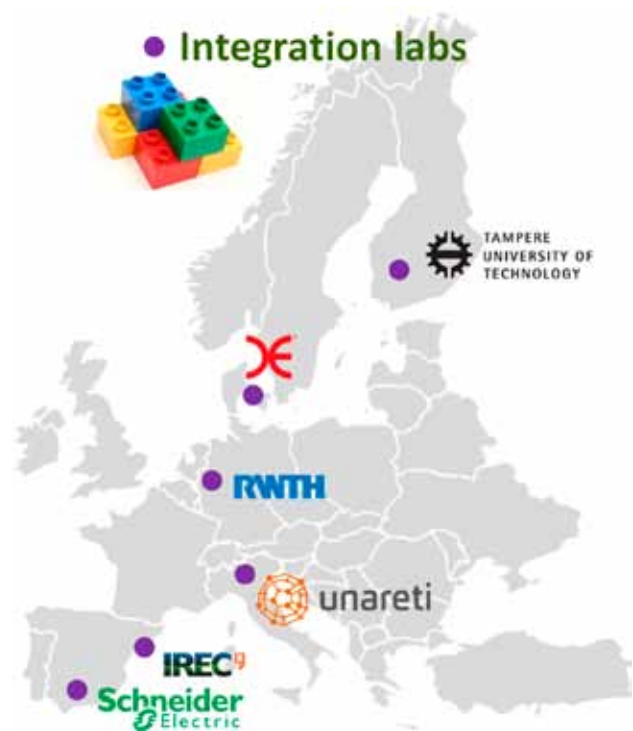 Integration labs
TAMPERE
UNIVERSITY OF
TECHNOLOGY
RWTH
unareti
IREC
Schneider
Electric